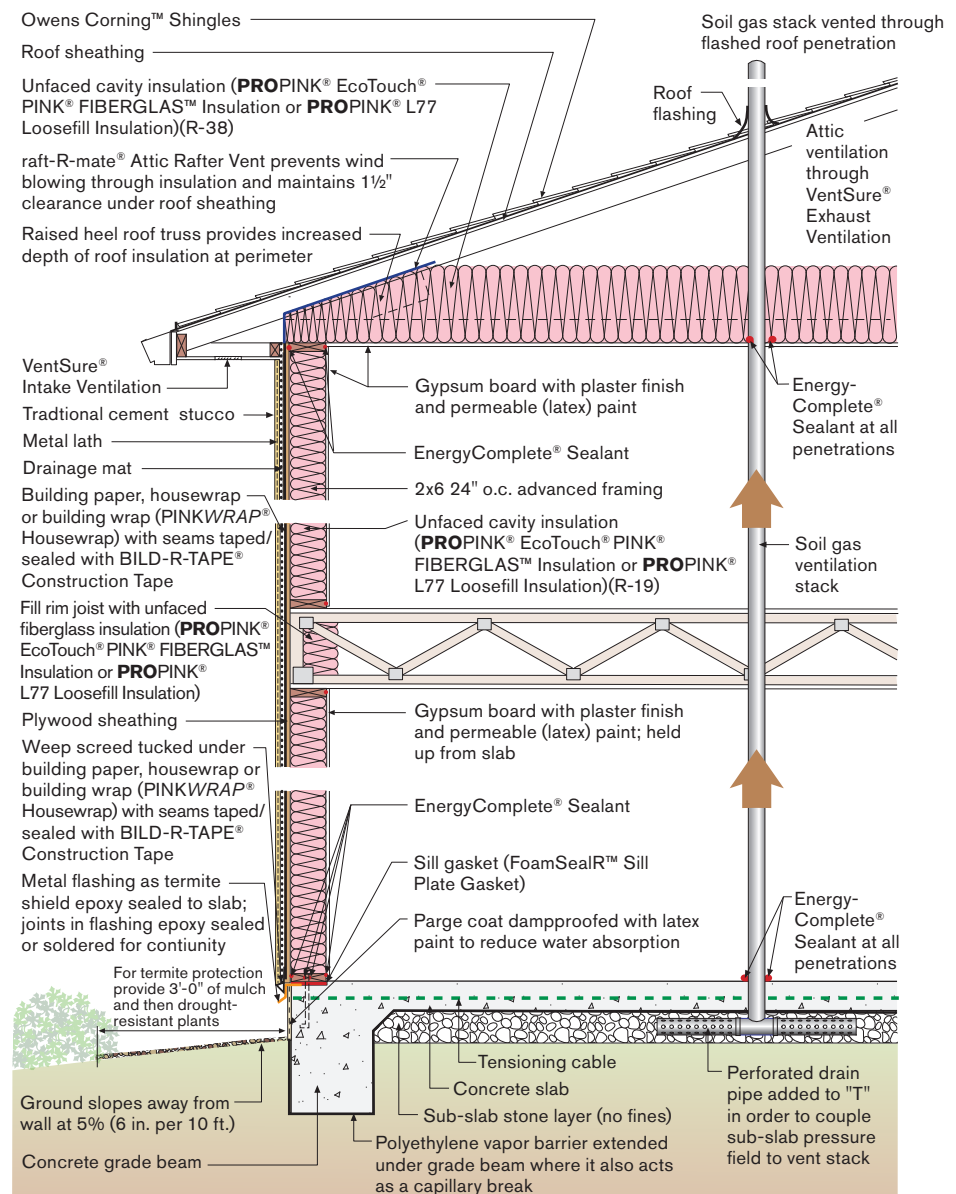 Owens Corning™ Shingles
Roof sheathing
Unfaced cavity insulation (PROPINK® EcoTouch®
PINK® FIBERGLAS™ Insulation or PROPINK® L77
Loosefill Insulation)(R-38)
raft-R-mate® Attic Rafter Vent prevents wind
blowing through insulation and maintains 1½"
clearance under roof sheathing
Raised heel roof truss provides increased
depth of roof insulation at perimeter
Soil gas stack vented through
flashed roof penetration
Roof
flashing
Attic
ventilation
through
VentSure®
Exhaust
Ventilation
VentSure®
Intake Ventilation
Tradtional cement stucco
Metal lath
Drainage mat
Building paper, housewrap
or building wrap (PINKWRAP®
Housewrap) with seams taped/
sealed with BILD-R-TAPE®
Construction Tape
Fill rim joist with unfaced
fiberglass insulation (PROPINK®
EcoTouch® PINK® FIBERGLAS™
Insulation or PROPINK®
L77 Loosefill Insulation)
Plywood sheathing
Weep screed tucked under
building paper, housewrap or
building wrap (PINKWRAP®
Housewrap) with seams taped/
sealed with BILD-R-TAPE®
Construction Tape
Metal flashing as termite
shield epoxy sealed to slab;
joints in flashing epoxy sealed
or soldered for contiunity
For termite protection
provide 3'-0" of mulch
and then drought-
resistant plants
Ground slopes away from
wall at 5% (6 in. per 10 ft.)
Concrete grade beam
Gypsum board with plaster finish
and permeable (latex) paint
EnergyComplete® Sealant
2x6 24" o.c. advanced framing
Unfaced cavity insulation
(PROPINK® EcoTouch® PINK®
FIBERGLAS™ Insulation or PROPINK®
L77 Loosefill Insulation)(R-19)
Gypsum board with plaster finish
and permeable (latex) paint; held
up from slab
EnergyComplete® Sealant
Sill gasket (FoamSealR™ Sill
Plate Gasket)
Parge coat dampproofed with latex
paint to reduce water absorption
Tensioning cable
Concrete slab
Sub-slab stone layer (no fines)
Polyethylene vapor barrier extended
under grade beam where it also acts
as a capillary break
Energy-
Complete®
Sealant at all
penetrations
Soil gas
ventilation
stack
Energy-
Complete®
Sealant at all
penetrations
Perforated drain
pipe added to "T"
in order to couple
sub-slab pressure
field to vent stack